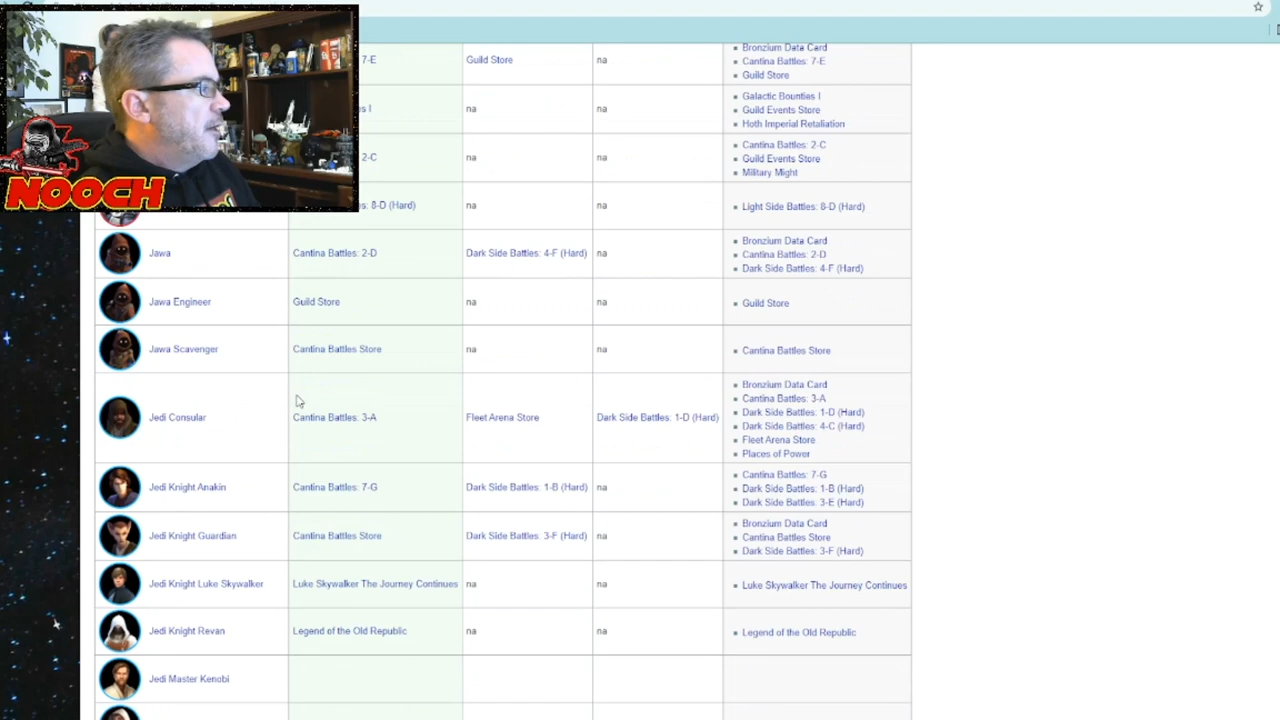 7-E Guild Store na Bronzium Data Card
Cantina Battles: 7-E
Guild Store
s I na na Galactic Bounties I
Guild Events Store
Hoth Imperial Retaliation
2-C na na Cantina Battles: 2-C
Guild Events Store
Military Might
NOOCH
s: 8-D (Hard) na na Light Side Battles: 8-D (Hard)
Jawa Cantina Battles: 2-D Dark Side Battles: 4-F (Hard) na Bronzium Data Card
Cantina Battles: 2-D
Dark Side Battles: 4-F (Hard)
Jawa Engineer Guild Store na na Guild Store
Jawa Scavenger Cantina Battles Store na na Cantina Battles Store
Jedi Consular Cantina Battles: 3-A Fleet Arena Store Dark Side Battles: 1-D (Hard) Bronzium Data Card
Cantina Battles: 3-A
Dark Side Battles: 1-D (Hard)
Dark Side Battles: 4-C (Hard)
Fleet Arena Store
Places of Power
Jedi Knight Anakin Cantina Battles: 7-G Dark Side Battles: 1-B (Hard) na Cantina Battles: 7-G
Dark Side Battles: 1-B (Hard)
Dark Side Battles: 3-E (Hard)
Jedi Knight Guardian Cantina Battles Store Dark Side Battles: 3-F (Hard) na Bronzium Data Card
Cantina Battles Store
Dark Side Battles: 3-F (Hard)
Jedi Knight Luke Skywalker Luke Skywalker The Journey Continues na na Luke Skywalker The Journey Continues
Jedi Knight Revan Legend of the Old Republic na na Legend of the Old Republic
Jedi Master Kenobi